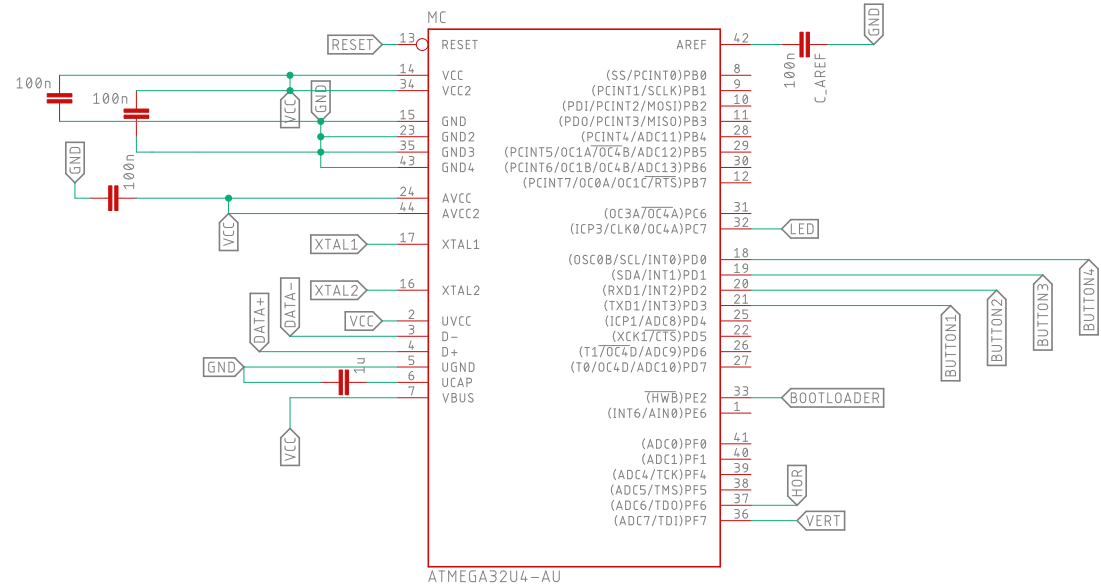 MC
RESET
13
RESET
14
VCC
34
VCC2
100n
100n
VCC
GND
15
GND
23
GND2
35
GND3
43
GND4
GND
100n
24
AVCC
44
AVCC2
VCC
XTAL1
17
XTAL1
XTAL2
16
XTAL2
DATA+
DATA-
VCC
2
UVCC
3
D-
4
D+
GND
5
UGND
1u
6
UCAP
7
VBUS
VCC
AREF
42
100n
C_AREF
GND
(SS/PCINT0)PB0
8
(PCINT1/SCLK)PB1
9
(PDI/PCINT2/MOSI)PB2
10
(PDO/PCINT3/MISO)PB3
11
(PCINT4/ADC11)PB4
28
(PCINT5/OC1A/OC4B/ADC12)PB5
29
(PCINT6/OC1B/OC4B/ADC13)PB6
30
(PCINT7/OC0A/OC1C/RTS)PB7
12
(OC3A/OC4A)PC6
31
(ICP3/CLK0/OC4A)PC7
32
LED
(OSC0B/SCL/INT0)PD0
18
(SDA/INT1)PD1
19
(RXD1/INT2)PD2
20
(TXD1/INT3)PD3
21
(ICP1/ADC8)PD4
25
(XCK1/CTS)PD5
22
(T1/OC4D/ADC9)PD6
26
(T0/OC4D/ADC10)PD7
27
BUTTON1
BUTTON2
BUTTON3
BUTTON4
(HWB)PE2
33
BOOTLOADER
(INT6/AIN0)PE6
1
(ADC0)PF0
41
(ADC1)PF1
40
(ADC4/TCK)PF4
39
(ADC5/TMS)PF5
38
(ADC6/TDO)PF6
37
HOR
(ADC7/TDI)PF7
36
VERT
ATMEGA32U4-AU